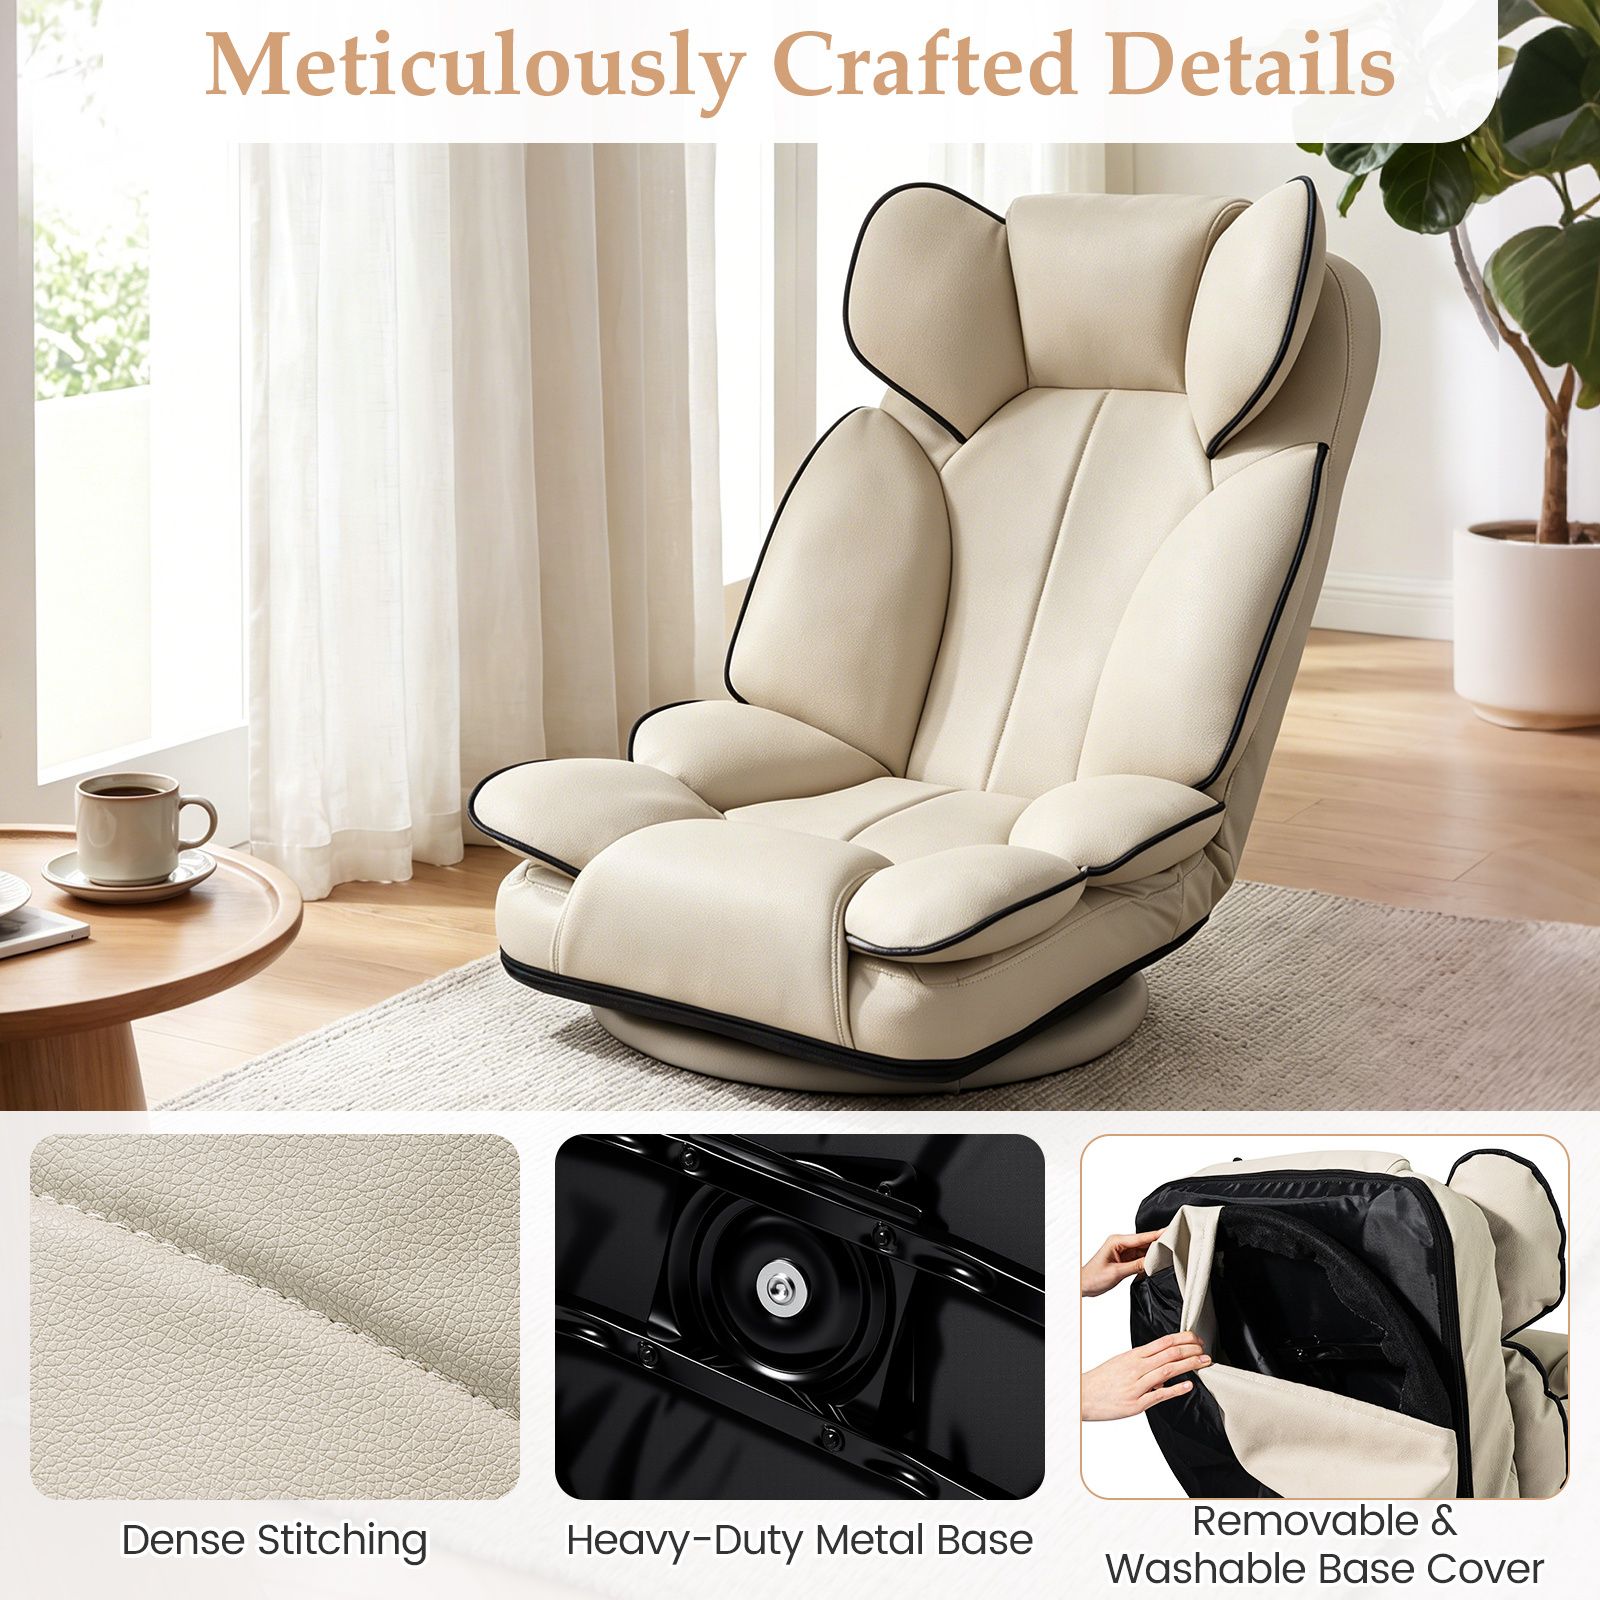 Meticulously Crafted Details
Dense Stitching
Heavy-Duty Metal Base
Removable &
Washable Base Cover